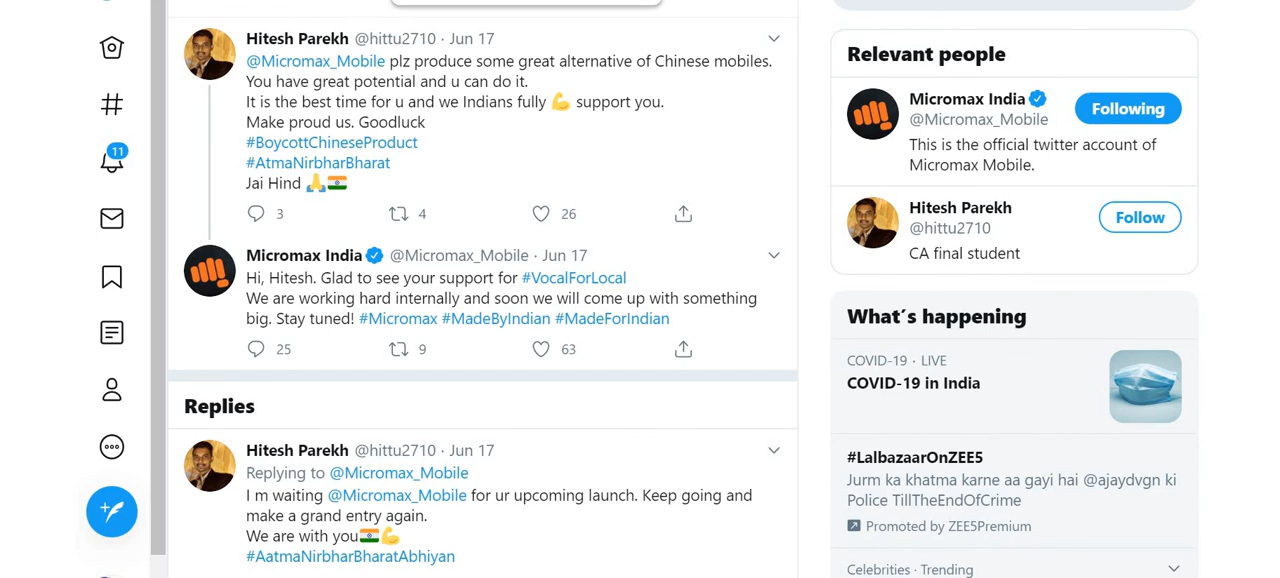 Hitesh Parekh @hittu2710 · Jun 17
@Micromax_Mobile plz produce some great alternative of Chinese mobiles.
You have great potential and u can do it.
It is the best time for u and we Indians fully 💪 support you.
Make proud us. Goodluck
#BoycottChineseProduct
#AtmaNirbharBharat
Jai Hind 🙏🇮🇳
3 4 26
Micromax India @Micromax_Mobile · Jun 17
Hi, Hitesh. Glad to see your support for #VocalForLocal
We are working hard internally and soon we will come up with something
big. Stay tuned! #Micromax #MadeByIndian #MadeForIndian
25 9 63
Replies
Hitesh Parekh @hittu2710 · Jun 17
Replying to @Micromax_Mobile
I m waiting @Micromax_Mobile for ur upcoming launch. Keep going and
make a grand entry again.
We are with you🇮🇳💪
#AatmaNirbharBharatAbhiyan
11
Relevant people
Micromax India
@Micromax_Mobile
Following
This is the official twitter account of
Micromax Mobile.
Hitesh Parekh
@hittu2710
Follow
CA final student
What's happening
COVID-19 · LIVE
COVID-19 in India
#LalbazaarOnZEE5
Jurm ka khatma karne aa gayi hai @ajaydvgn ki
Police TillTheEndOfCrime
Promoted by ZEE5Premium
Celebrities · Trending